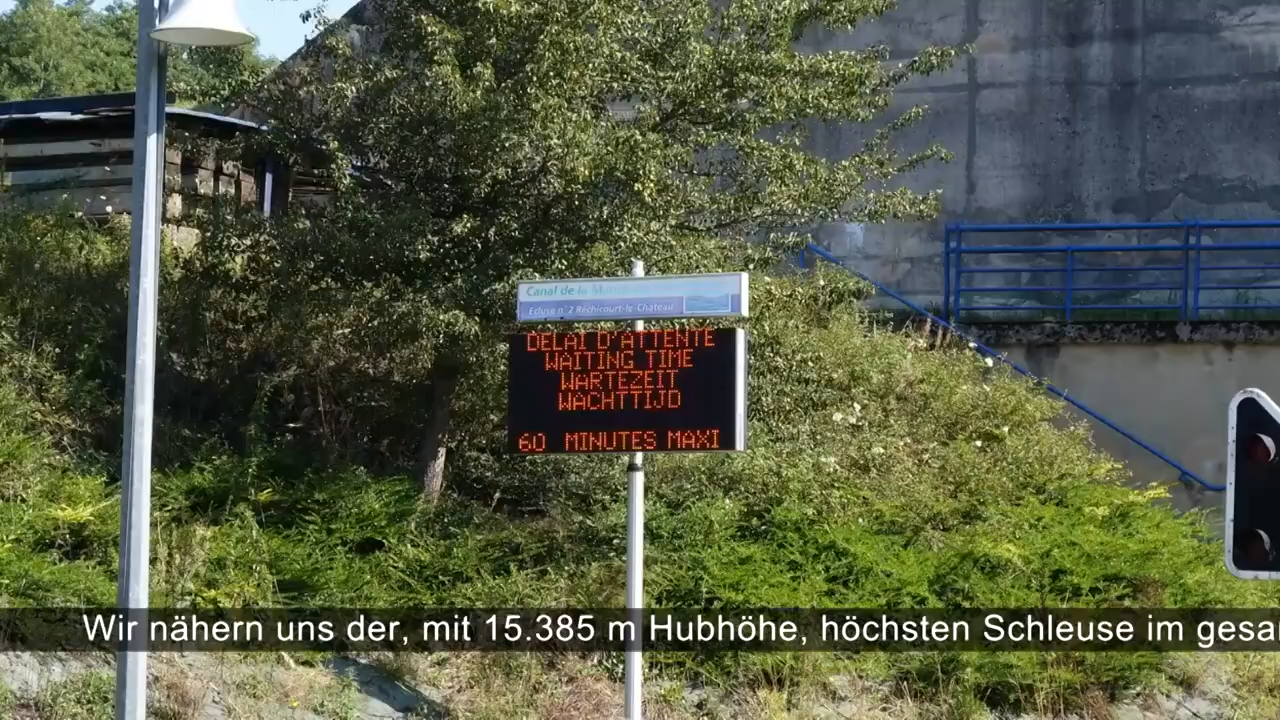 Canal de la
Ecluse n°2 Réchicourt-le-Château
DELAI D'ATTENTE
WAITING TIME
WARTEZEIT
WACHTTIJD
60 MINUTES MAXI
Wir nähern uns der, mit 15.385 m Hubhöhe, höchsten Schleuse im